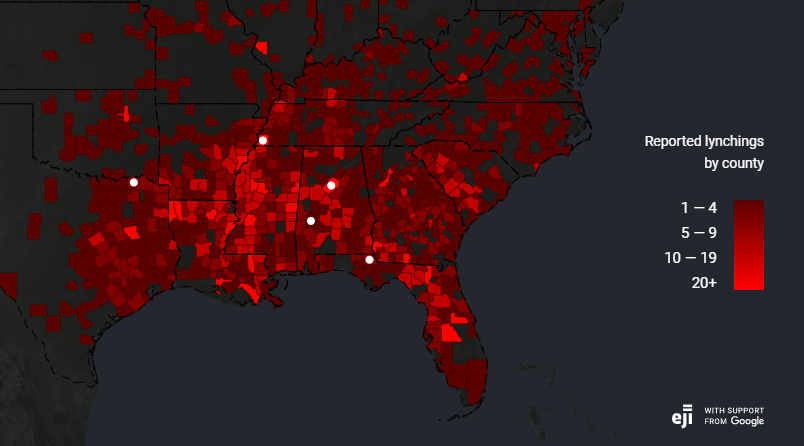 Reported lynchings
by county
1 — 4
5 — 9
10 — 19
20+
eji WITH SUPPORT
FROM Google